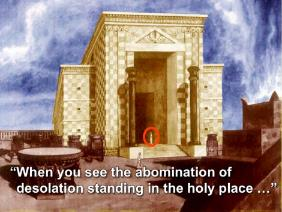 “When you see the abomination of
desolation standing in the holy place …”